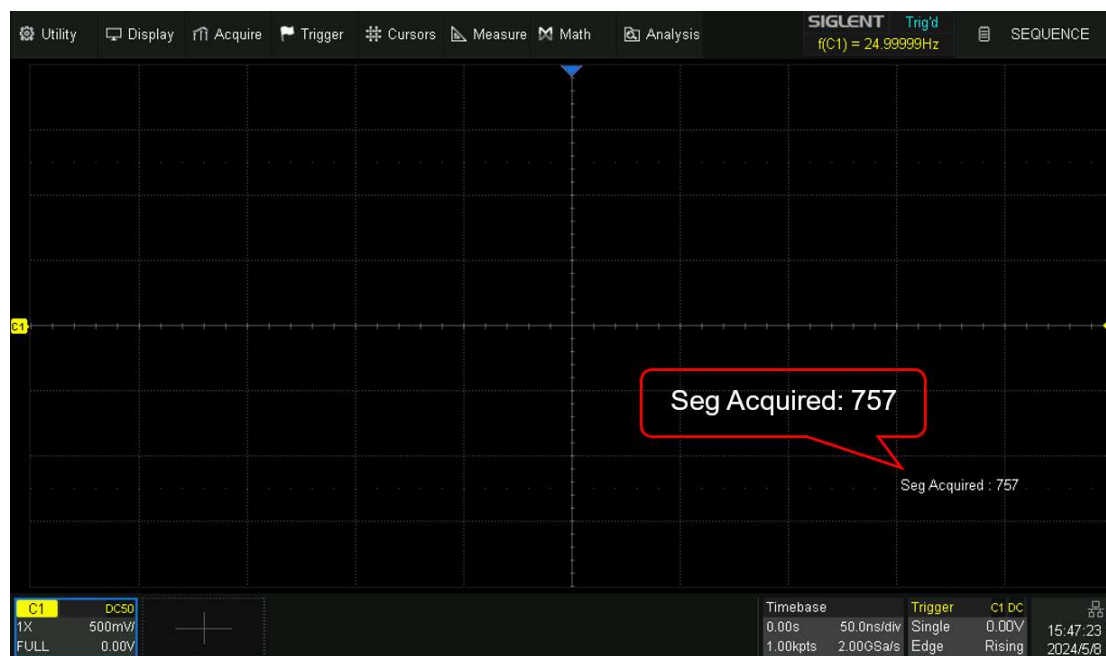 Utility Display Acquire Trigger Cursors Measure Math Analysis SIGLENT Trig'd SEQUENCE
f(C1) = 24.99999Hz
C1
Seg Acquired: 757
Seg Acquired : 757
C1 DC50 Timebase Trigger C1 DC
1X 500mV/ 0.00s 50.0ns/div Single 0.00V 15:47:23
FULL 0.00V 1.00kpts 2.00GSa/s Edge Rising 2024/5/8